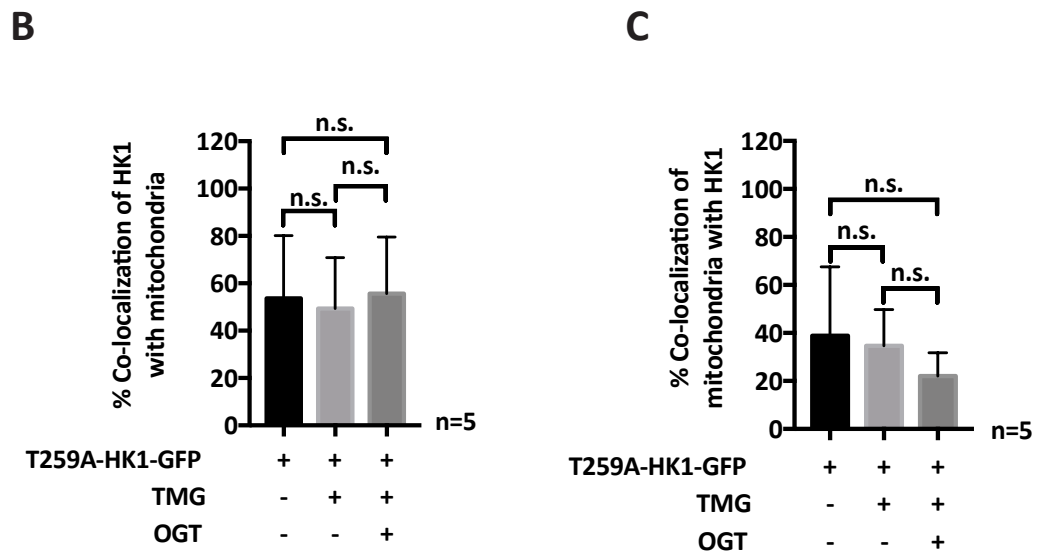 B
% Co-localization of HK1
with mitochondria
120
100
80
60
40
20
0
n.s.
n.s.
n.s.
n=5
T259A-HK1-GFP + + +
TMG - + +
OGT - - +
C
% Co-localization of
mitochondria with HK1
120
100
80
60
40
20
0
n.s.
n.s.
n.s.
n=5
T259A-HK1-GFP + + +
TMG - + +
OGT - - +